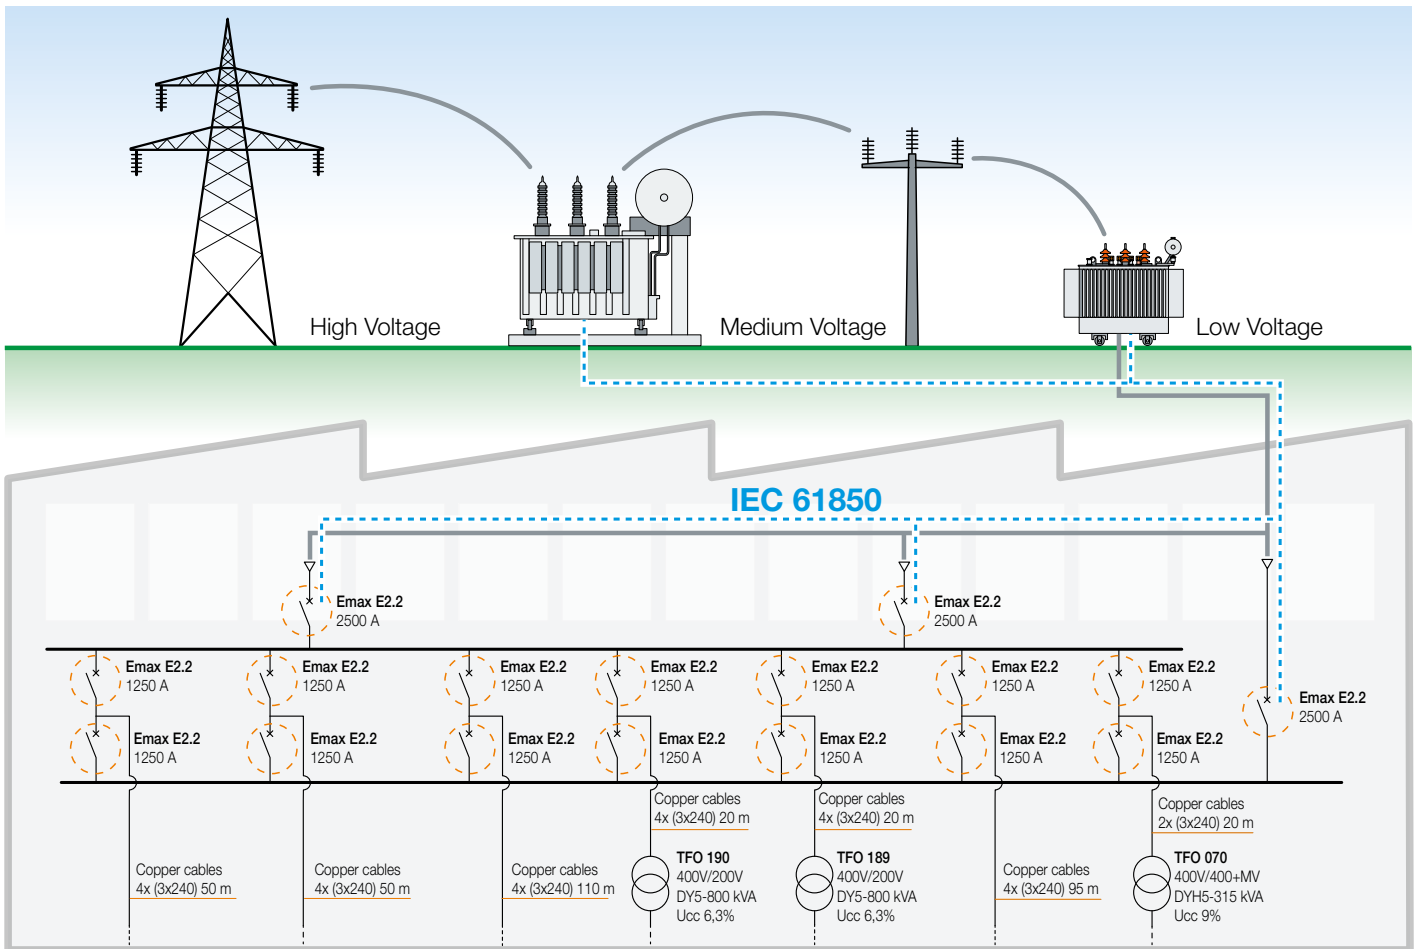 High Voltage
Medium Voltage
Low Voltage
IEC 61850
Emax E2.2
2500 A
Emax E2.2
2500 A
Emax E2.2
1250 A
Emax E2.2
1250 A
Emax E2.2
1250 A
Emax E2.2
1250 A
Emax E2.2
1250 A
Emax E2.2
1250 A
Emax E2.2
1250 A
Emax E2.2
2500 A
Emax E2.2
1250 A
Emax E2.2
1250 A
Emax E2.2
1250 A
Emax E2.2
1250 A
Emax E2.2
1250 A
Emax E2.2
1250 A
Emax E2.2
1250 A
Copper cables
4x (3x240) 20 m
Copper cables
4x (3x240) 20 m
Copper cables
2x (3x240) 20 m
Copper cables
4x (3x240) 50 m
Copper cables
4x (3x240) 50 m
Copper cables
4x (3x240) 110 m
TFO 190
400V/200V
DY5-800 kVA
Ucc 6,3%
TFO 189
400V/200V
DY5-800 kVA
Ucc 6,3%
Copper cables
4x (3x240) 95 m
TFO 070
400V/400+MV
DYH5-315 kVA
Ucc 9%